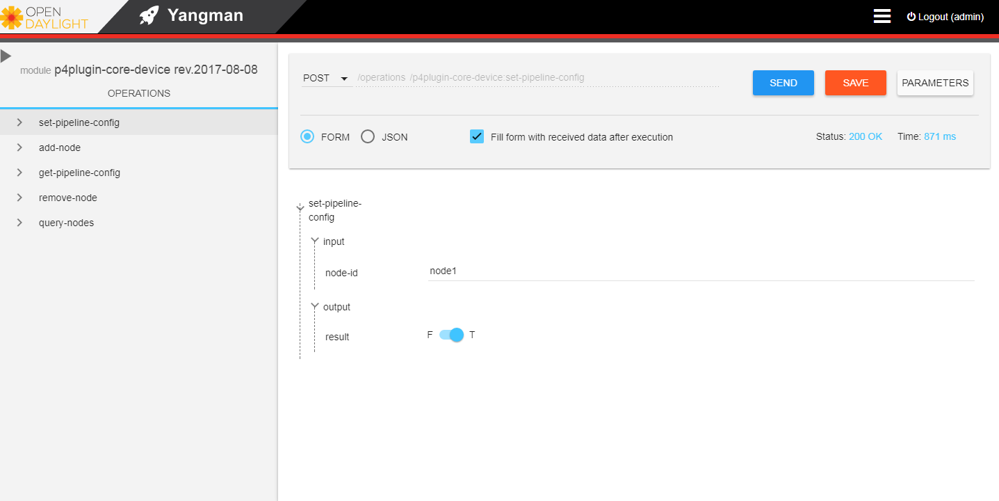 OPEN
DAYLIGHT
Yangman
Logout (admin)
module p4plugin-core-device rev.2017-08-08
OPERATIONS
set-pipeline-config
add-node
get-pipeline-config
remove-node
query-nodes
POST /operations /p4plugin-core-device:set-pipeline-config SEND SAVE PARAMETERS
FORM JSON Fill form with received data after execution Status: 200 OK Time: 871 ms
set-pipeline-
config
input
node-id node1
output
result F T